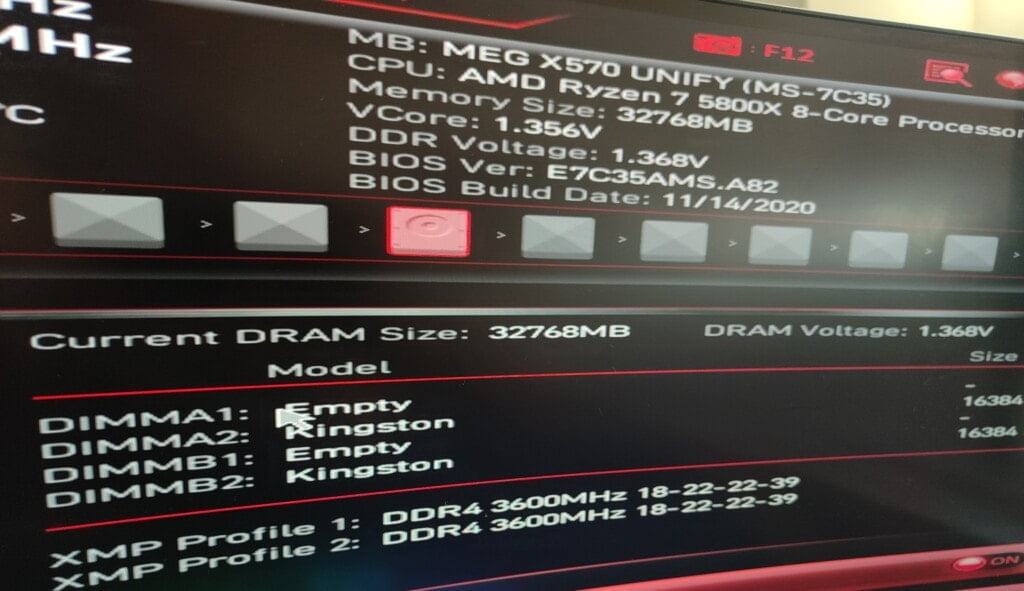 Hz
MHz
MB: MEG X570 UNIFY (MS-7C35)
CPU: AMD Ryzen 7 5800X 8-Core Processor
Memory Size: 32768MB
VCore: 1.356V
DDR Voltage: 1.368V
BIOS Ver: E7C35AMS.A82
BIOS Build Date: 11/14/2020
: F12
°C
> > > > > > > > >
Current DRAM Size: 32768MB DRAM Voltage: 1.368V
Model Size
DIMMA1: Empty -
DIMMA2: Kingston 16384
DIMMB1: Empty -
DIMMB2: Kingston 16384
XMP Profile 1: DDR4 3600MHz 18-22-22-39
XMP Profile 2: DDR4 3600MHz 18-22-22-39
ON